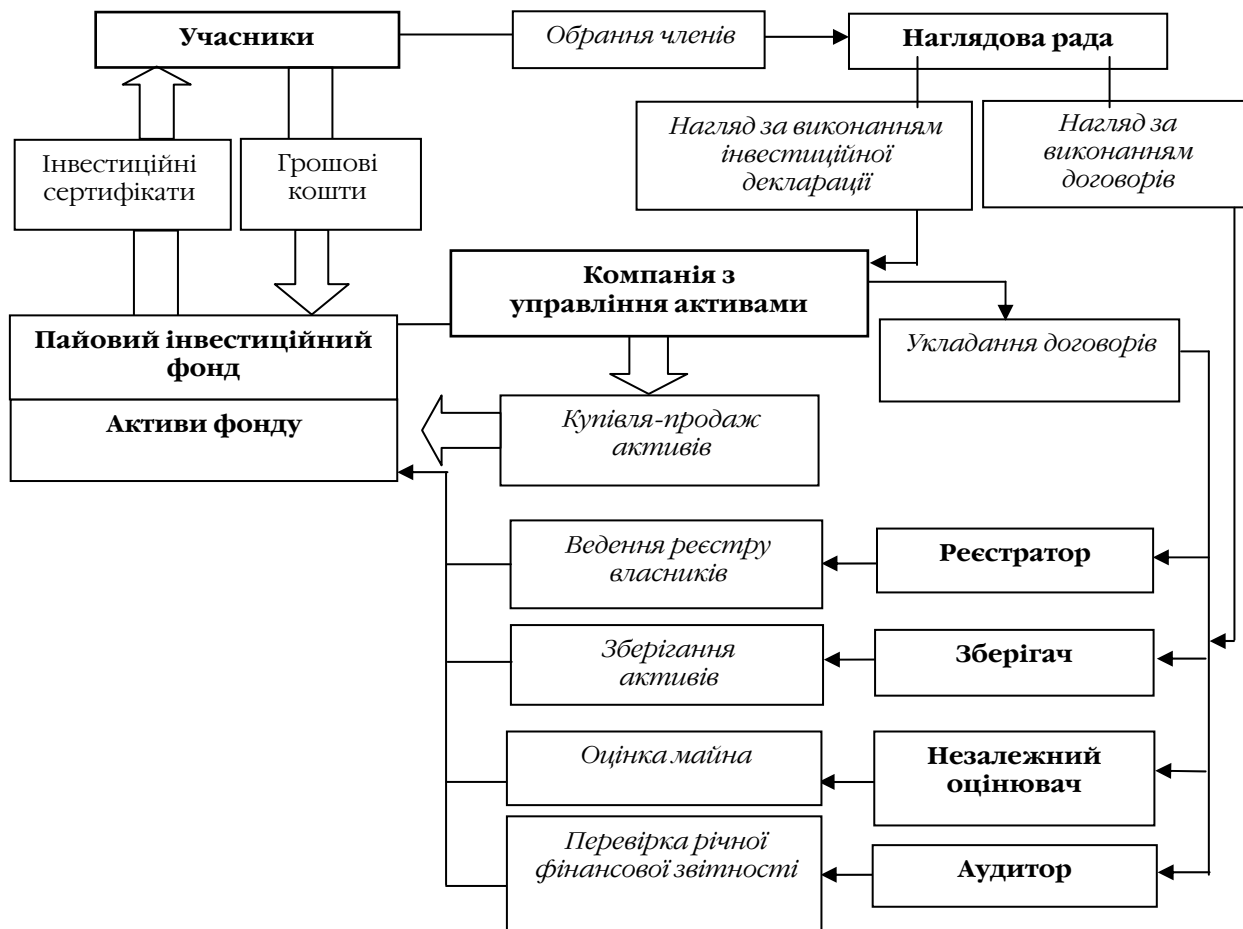 Учасники
Обрання членів
Наглядова рада
Інвестиційні
сертифікати
Грошові
кошти
Нагляд за виконанням
інвестиційної
декларації
Нагляд за
виконанням
договорів
Компанія з
управління активами
Пайовий інвестиційний
фонд
Укладання договорів
Активи фонду
Купівля-продаж
активів
Ведення реєстру
власників
Реєстратор
Зберігання
активів
Зберігач
Оцінка майна
Незалежний
оцінювач
Перевірка річної
фінансової звітності
Аудитор